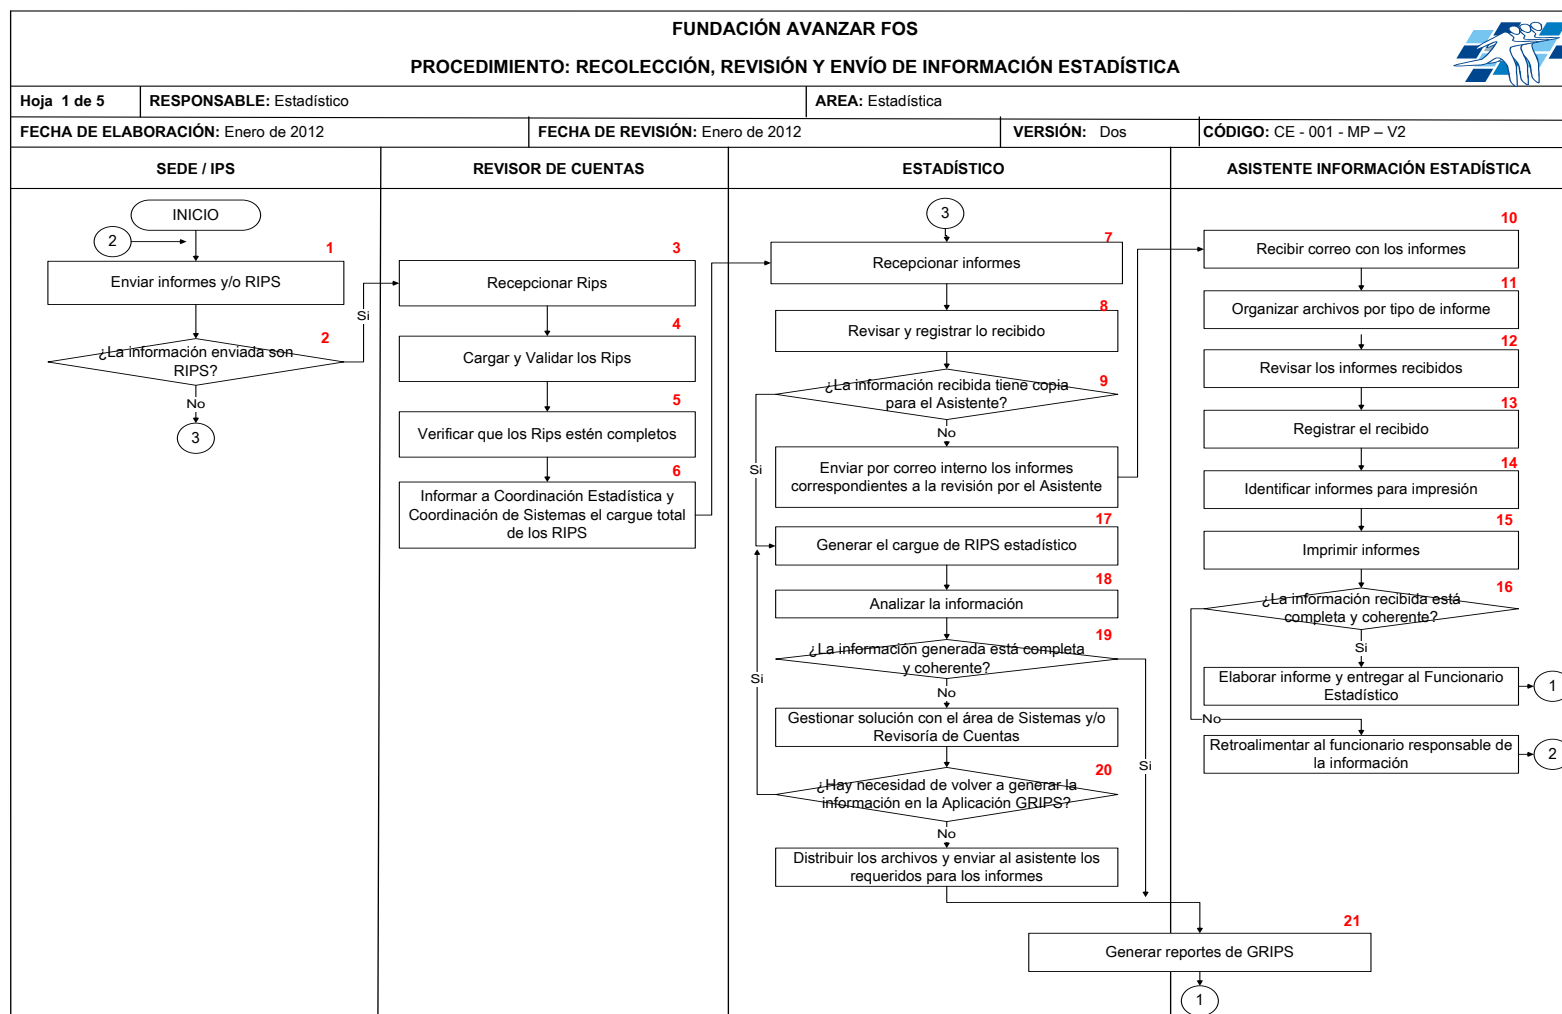 FUNDACIÓN AVANZAR FOS
PROCEDIMIENTO: RECOLECCIÓN, REVISIÓN Y ENVÍO DE INFORMACIÓN ESTADÍSTICA
Hoja 1 de 5
RESPONSABLE: Estadístico
AREA: Estadística
FECHA DE ELABORACIÓN: Enero de 2012
FECHA DE REVISIÓN: Enero de 2012
VERSIÓN: Dos
CÓDIGO: CE - 001 - MP – V2
SEDE / IPS
REVISOR DE CUENTAS
ESTADÍSTICO
ASISTENTE INFORMACIÓN ESTADÍSTICA
INICIO
2
1
Enviar informes y/o RIPS
2
¿La información enviada son
RIPS?
Si
No
3
3
Recepcionar Rips
4
Cargar y Validar los Rips
5
Verificar que los Rips estén completos
6
Informar a Coordinación Estadística y
Coordinación de Sistemas el cargue total
de los RIPS
3
7
Recepcionar informes
8
Revisar y registrar lo recibido
9
¿La información recibida tiene copia
para el Asistente?
No
Si
Enviar por correo interno los informes
correspondientes a la revisión por el Asistente
17
Generar el cargue de RIPS estadístico
18
Analizar la información
19
¿La información generada está completa
y coherente?
Si
No
Gestionar solución con el área de Sistemas y/o
Revisoría de Cuentas
20
¿Hay necesidad de volver a generar la
información en la Aplicación GRIPS?
Si
No
Distribuir los archivos y enviar al asistente los
requeridos para los informes
10
Recibir correo con los informes
11
Organizar archivos por tipo de informe
12
Revisar los informes recibidos
13
Registrar el recibido
14
Identificar informes para impresión
15
Imprimir informes
16
¿La información recibida está
completa y coherente?
Si
Elaborar informe y entregar al Funcionario
Estadístico
1
No
Retroalimentar al funcionario responsable de
la información
2
21
Generar reportes de GRIPS
1